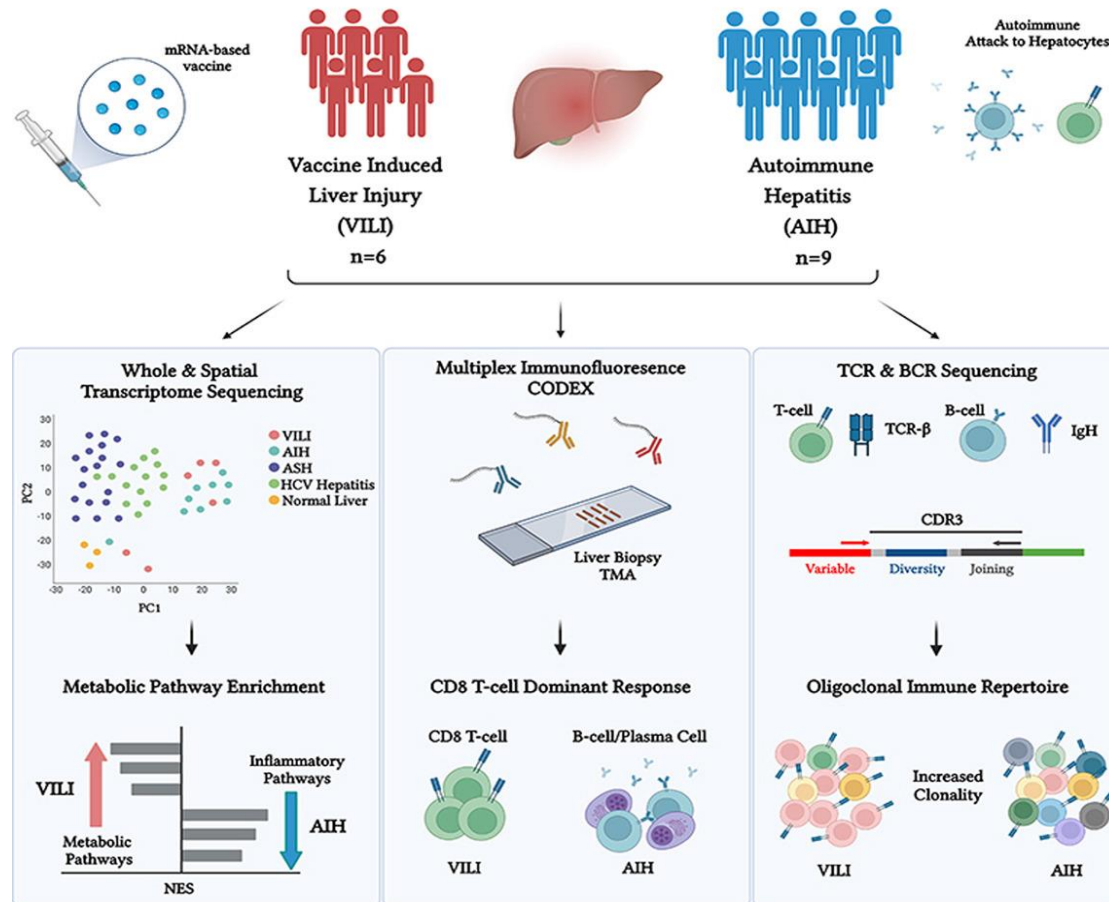 mRNA-based
vaccine
Vaccine Induced
Liver Injury
(VILI)
n=6
Autoimmune
Hepatitis
(AIH)
n=9
Autoimmune
Attack to Hepatocytes
Whole & Spatial
Transcriptome Sequencing
30
20
10
0
-10
-20
-30
PC2
-30
-20
-10
0
10
20
30
PC1
VILI
AIH
ASH
HCV Hepatitis
Normal Liver
Metabolic Pathway Enrichment
VILI
Metabolic
Pathways
Inflammatory
Pathways
AIH
NES
Multiplex Immunofluoresence
CODEX
Liver Biopsy
TMA
CD8 T-cell Dominant Response
CD8 T-cell
B-cell/Plasma Cell
VILI
AIH
TCR & BCR Sequencing
T-cell
TCR-β
B-cell
IgH
CDR3
Variable
Diversity
Joining
Oligoclonal Immune Repertoire
Increased
Clonality
VILI
AIH